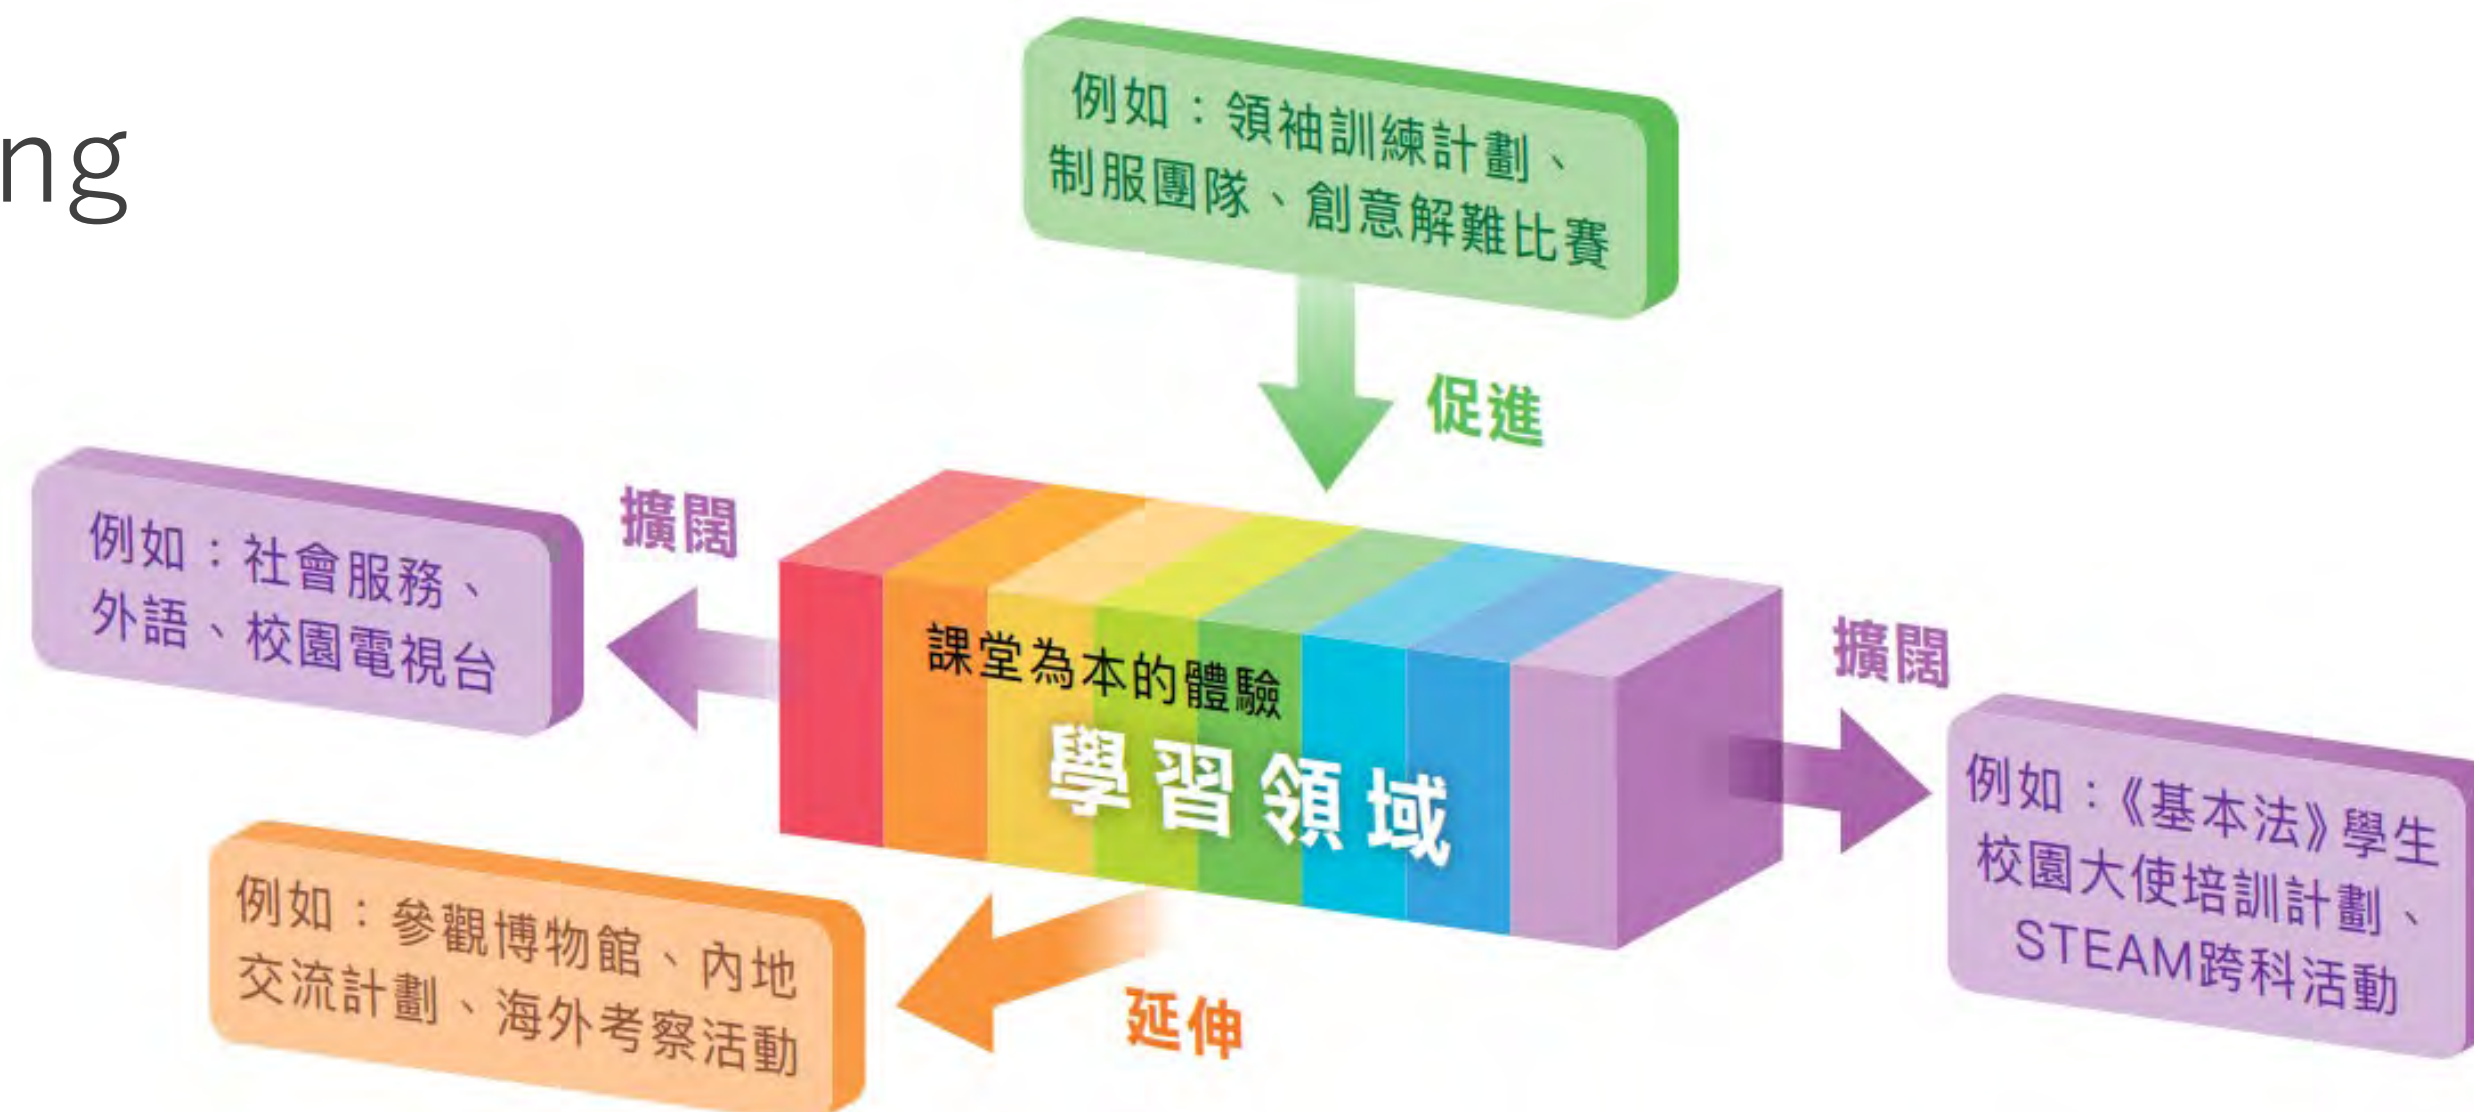 ng
例如：領袖訓練計劃、
制服團隊、創意解難比賽
促進
擴闊
例如：社會服務、
外語、校園電視台
課堂為本的體驗
學習領域
擴闊
例如：《基本法》學生
校園大使培訓計劃、
STEAM跨科活動
例如：參觀博物館、內地
交流計劃、海外考察活動
延伸